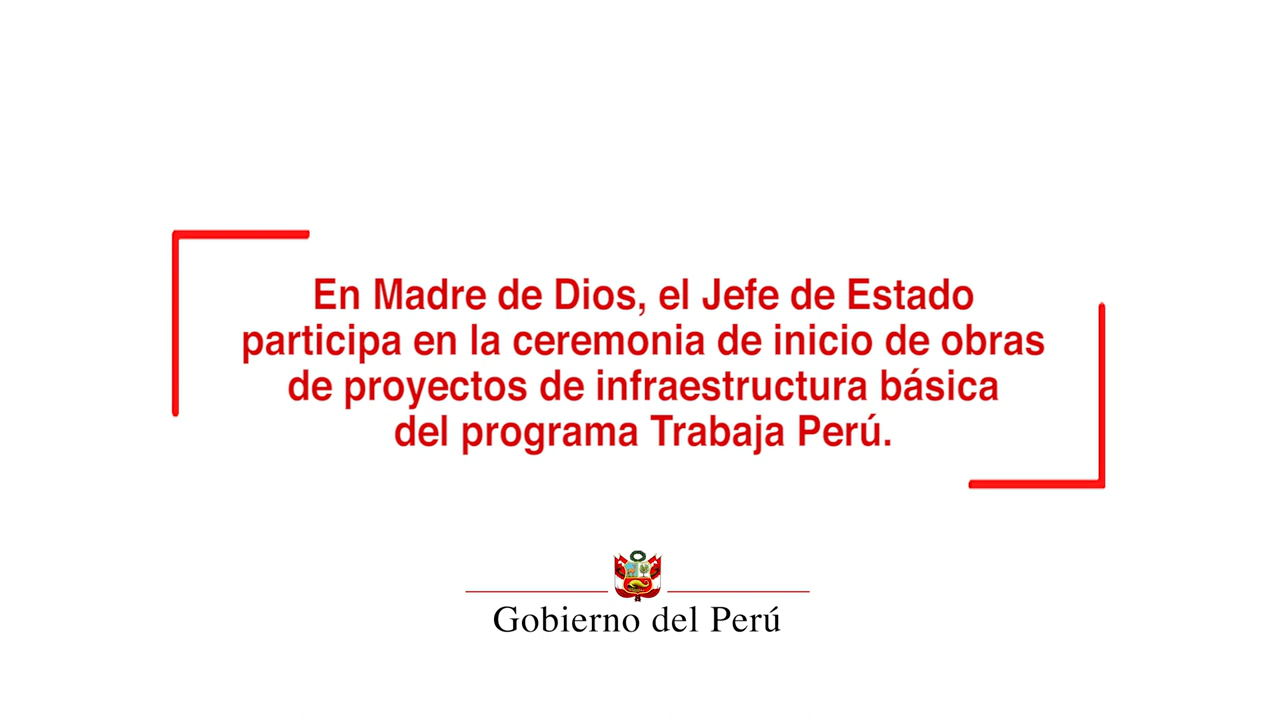 En Madre de Dios, el Jefe de Estado
participa en la ceremonia de inicio de obras
de proyectos de infraestructura básica
del programa Trabaja Perú.
Gobierno del Perú